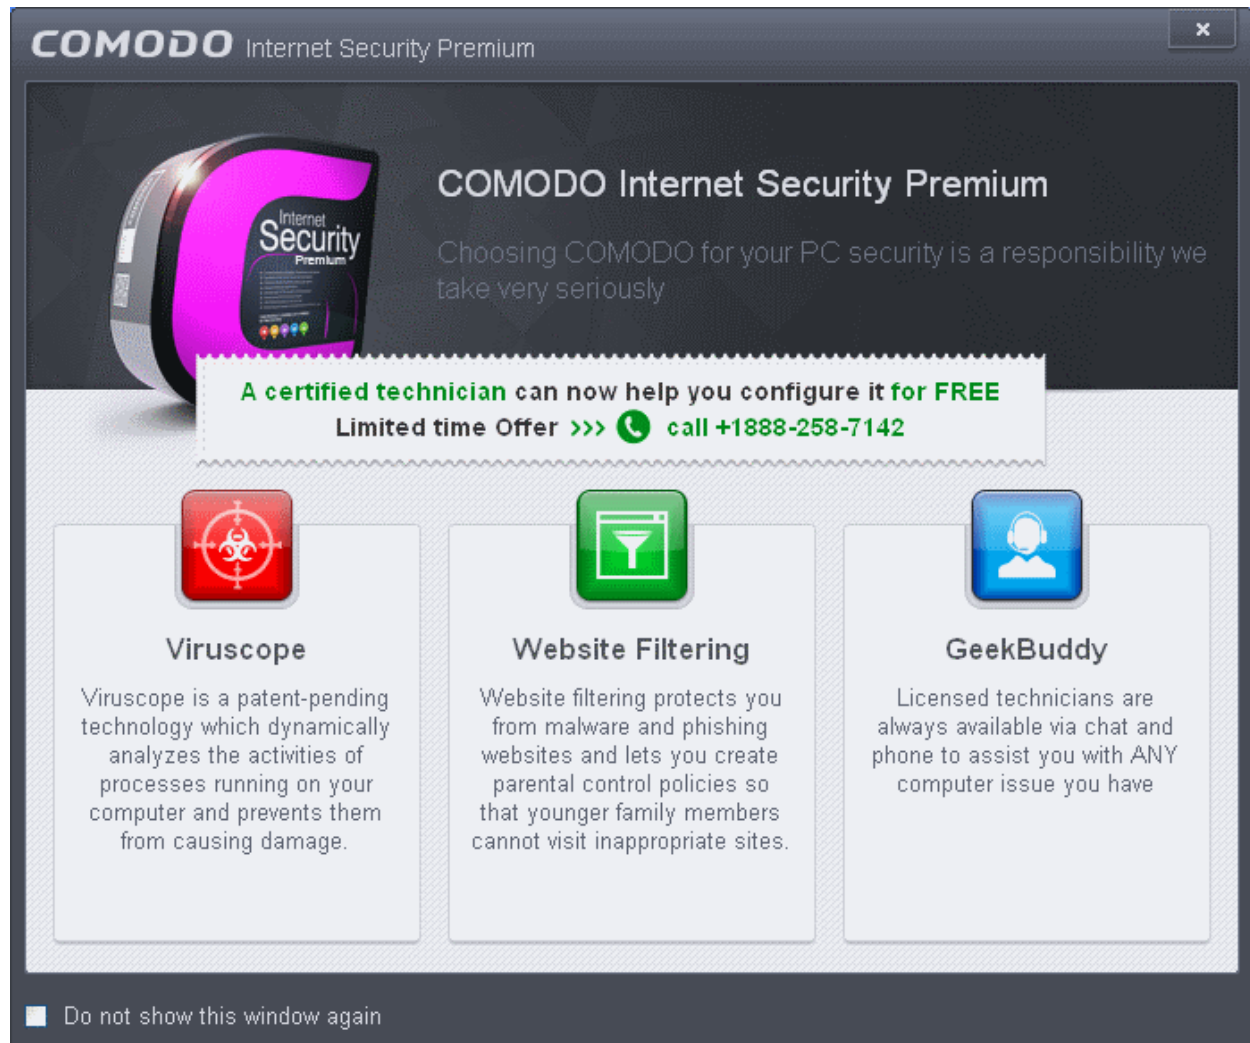 COMODO Internet Security Premium
x
COMODO Internet Security Premium
Choosing COMODO for your PC security is a responsibility we
take very seriously
Internet
Security
Premium
A certified technician can now help you configure it for FREE
Limited time Offer >>> call +1888-258-7142
Viruscope
Viruscope is a patent-pending
technology which dynamically
analyzes the activities of
processes running on your
computer and prevents them
from causing damage.
Website Filtering
Website filtering protects you
from malware and phishing
websites and lets you create
parental control policies so
that younger family members
cannot visit inappropriate sites.
GeekBuddy
Licensed technicians are
always available via chat and
phone to assist you with ANY
computer issue you have
Do not show this window again